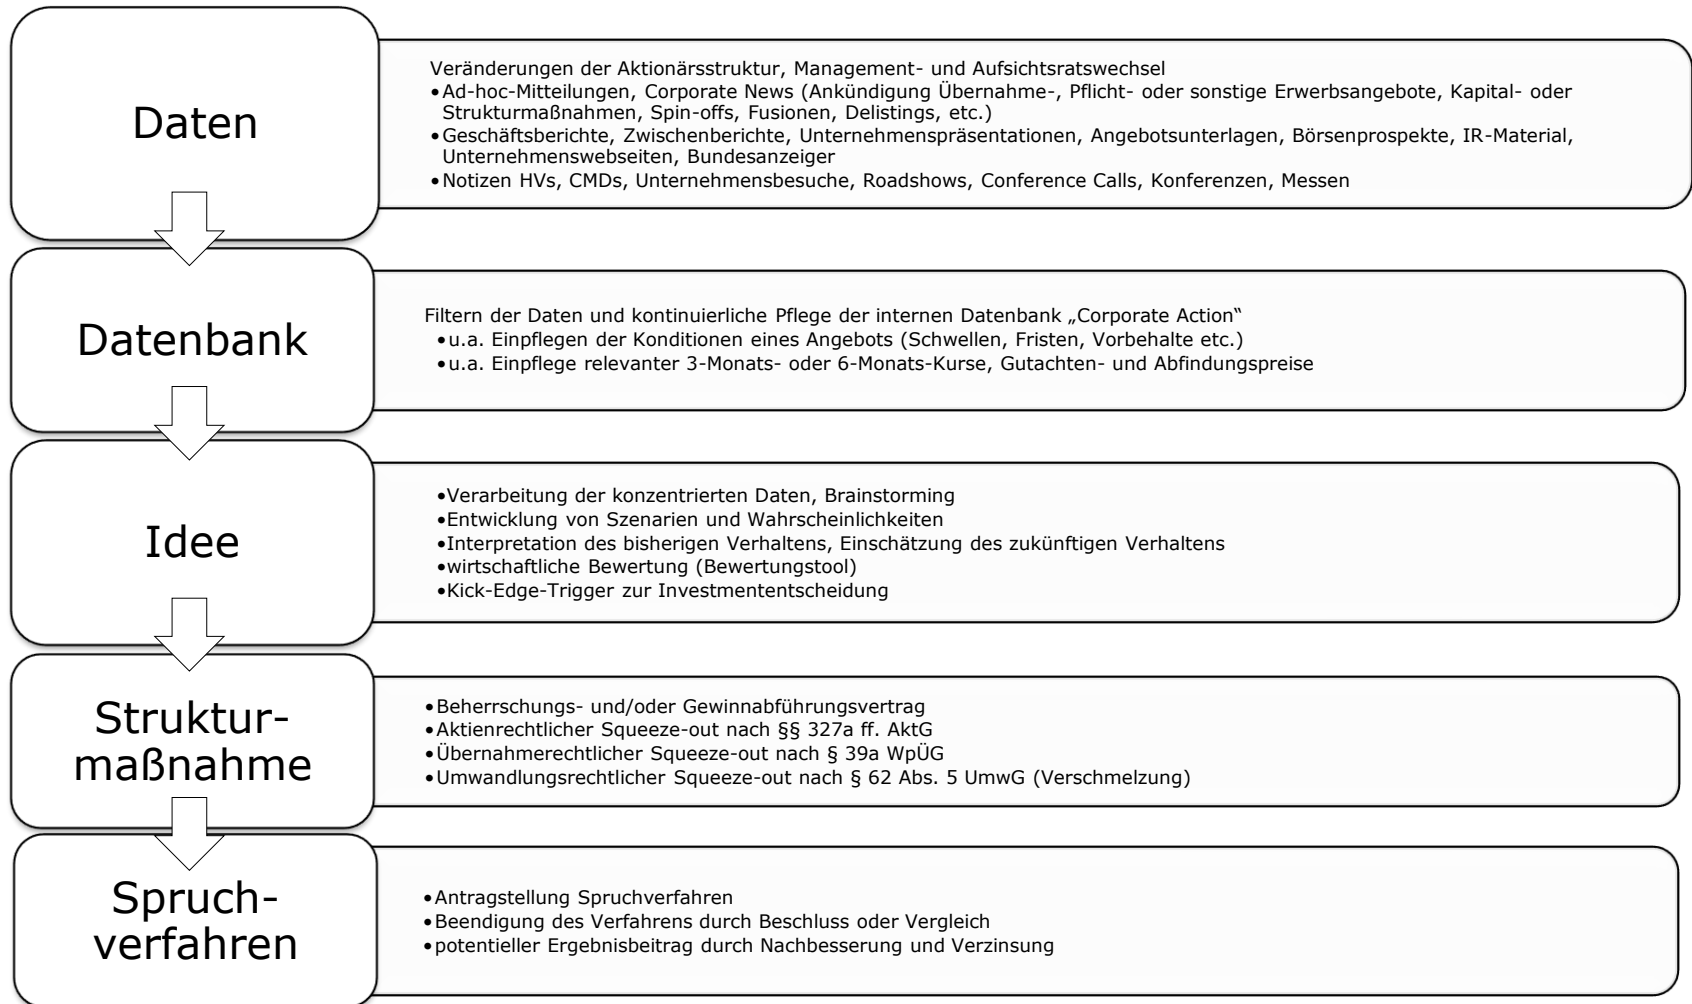 Daten
Veränderungen der Aktionärsstruktur, Management- und Aufsichtsratswechsel
•Ad-hoc-Mitteilungen, Corporate News (Ankündigung Übernahme-, Pflicht- oder sonstige Erwerbsangebote, Kapital- oder
Strukturmaßnahmen, Spin-offs, Fusionen, Delistings, etc.)
•Geschäftsberichte, Zwischenberichte, Unternehmenspräsentationen, Angebotsunterlagen, Börsenprospekte, IR-Material,
Unternehmenswebseiten, Bundesanzeiger
•Notizen HVs, CMDs, Unternehmensbesuche, Roadshows, Conference Calls, Konferenzen, Messen
Datenbank
Filtern der Daten und kontinuierliche Pflege der internen Datenbank „Corporate Action“
•u.a. Einpflegen der Konditionen eines Angebots (Schwellen, Fristen, Vorbehalte etc.)
•u.a. Einpflege relevanter 3-Monats- oder 6-Monats-Kurse, Gutachten- und Abfindungspreise
Idee
•Verarbeitung der konzentrierten Daten, Brainstorming
•Entwicklung von Szenarien und Wahrscheinlichkeiten
•Interpretation des bisherigen Verhaltens, Einschätzung des zukünftigen Verhaltens
•wirtschaftliche Bewertung (Bewertungstool)
•Kick-Edge-Trigger zur Investmententscheidung
Struktur-
maßnahme
•Beherrschungs- und/oder Gewinnabführungsvertrag
•Aktienrechtlicher Squeeze-out nach §§ 327a ff. AktG
•Übernahmerechtlicher Squeeze-out nach § 39a WpÜG
•Umwandlungsrechtlicher Squeeze-out nach § 62 Abs. 5 UmwG (Verschmelzung)
Spruch-
verfahren
•Antragstellung Spruchverfahren
•Beendigung des Verfahrens durch Beschluss oder Vergleich
•potentieller Ergebnisbeitrag durch Nachbesserung und Verzinsung